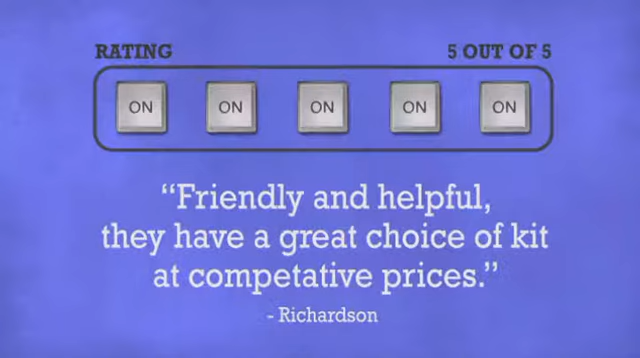 RATING 5 OUT OF 5
ON ON ON ON ON
“Friendly and helpful,
they have a great choice of kit
at competative prices.”
- Richardson